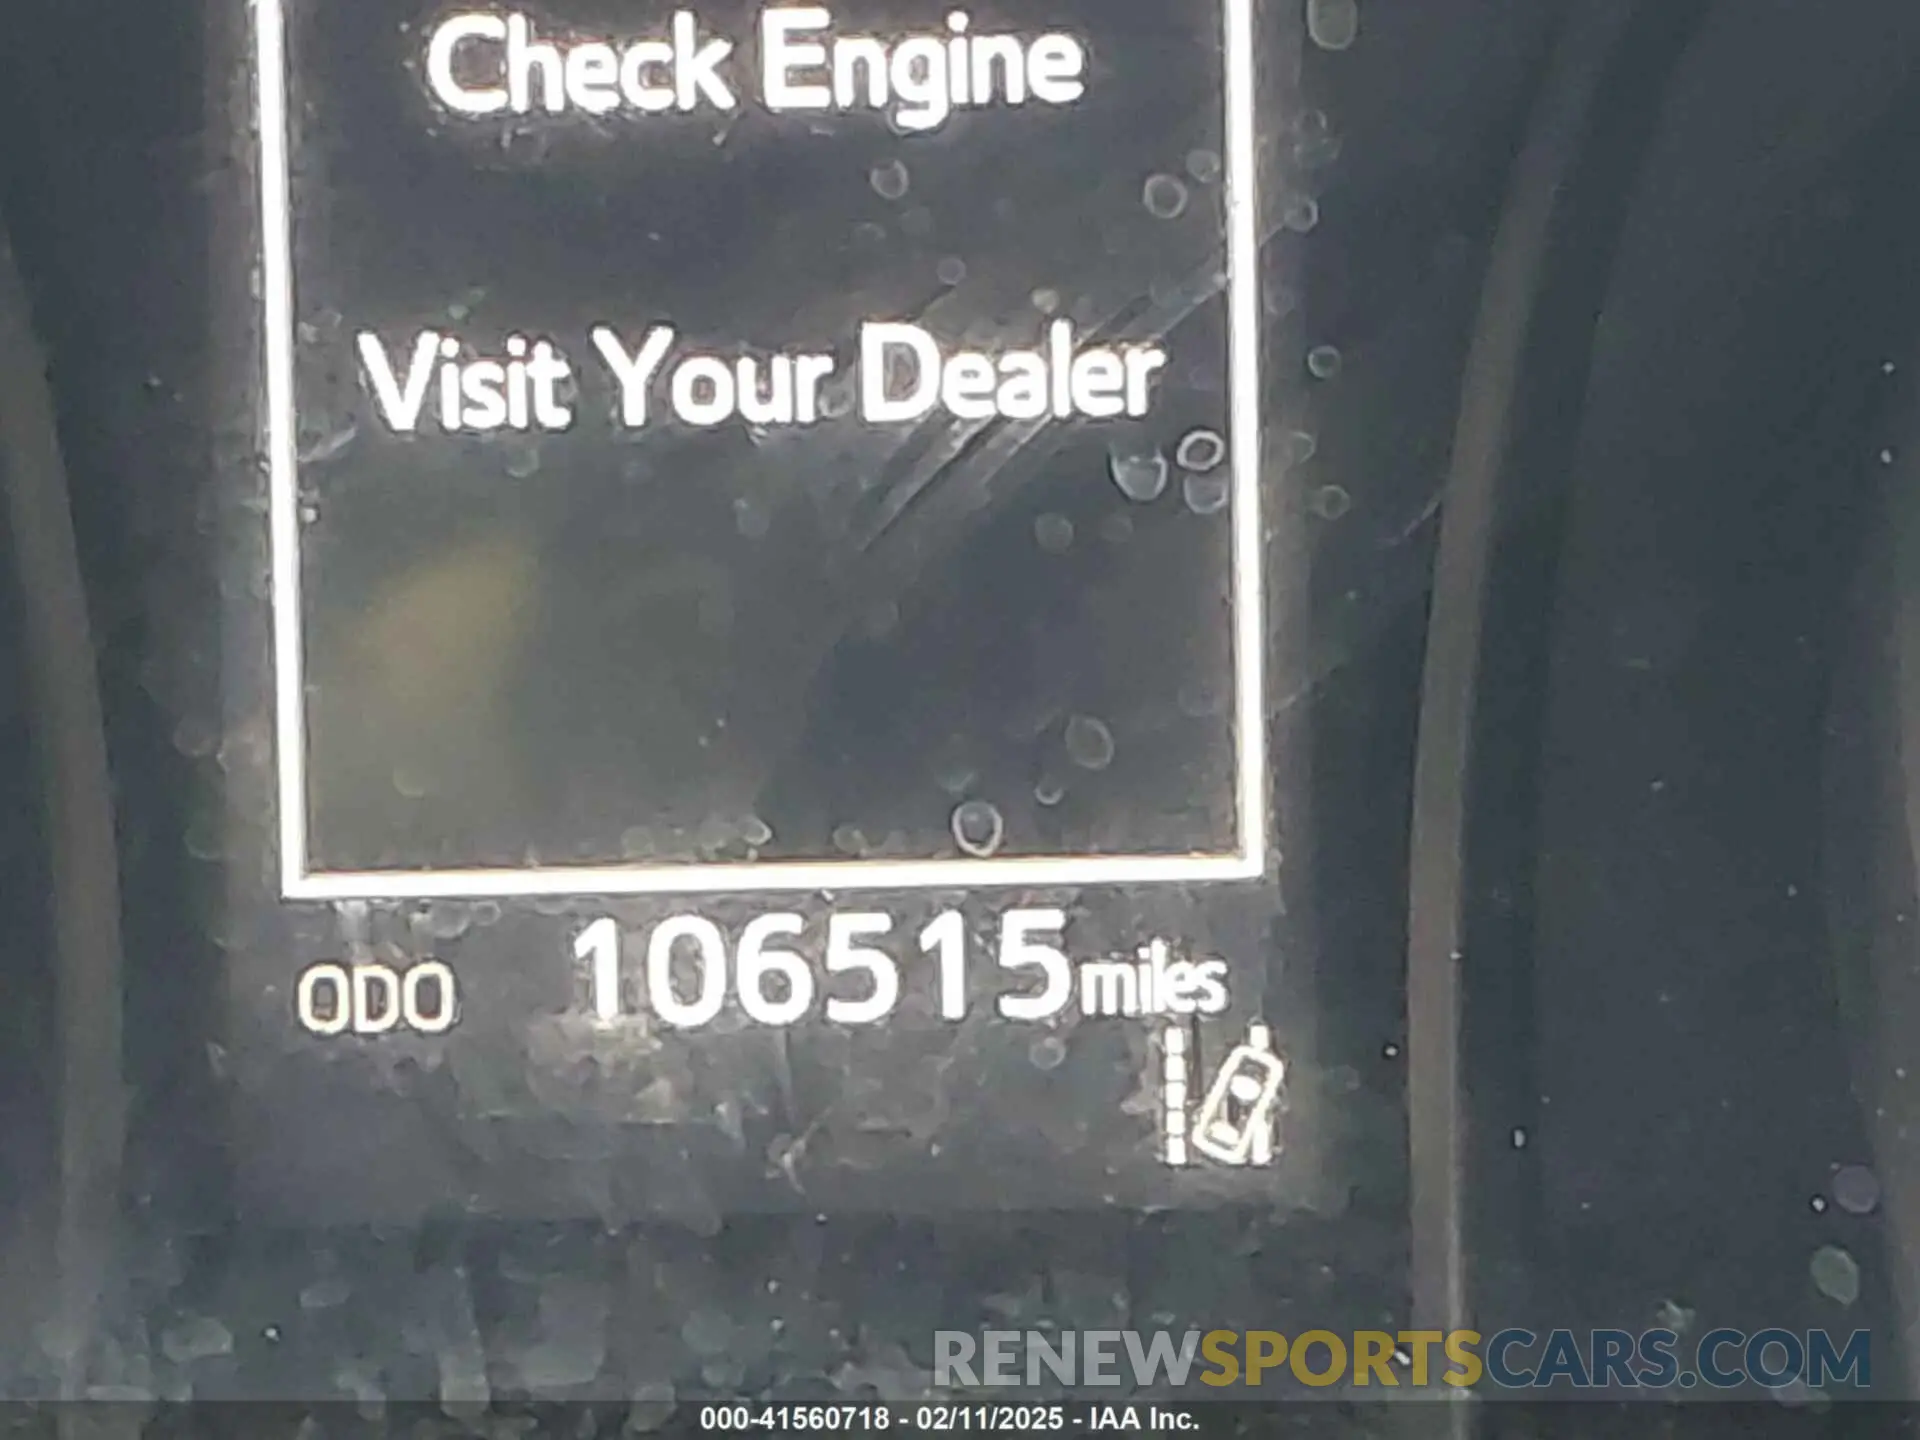 Check Engine
Visit Your Dealer
ODO 106515 miles
RENEWSPORTSCARS.COM
000-41560718 - 02/11/2025 - IAA Inc.